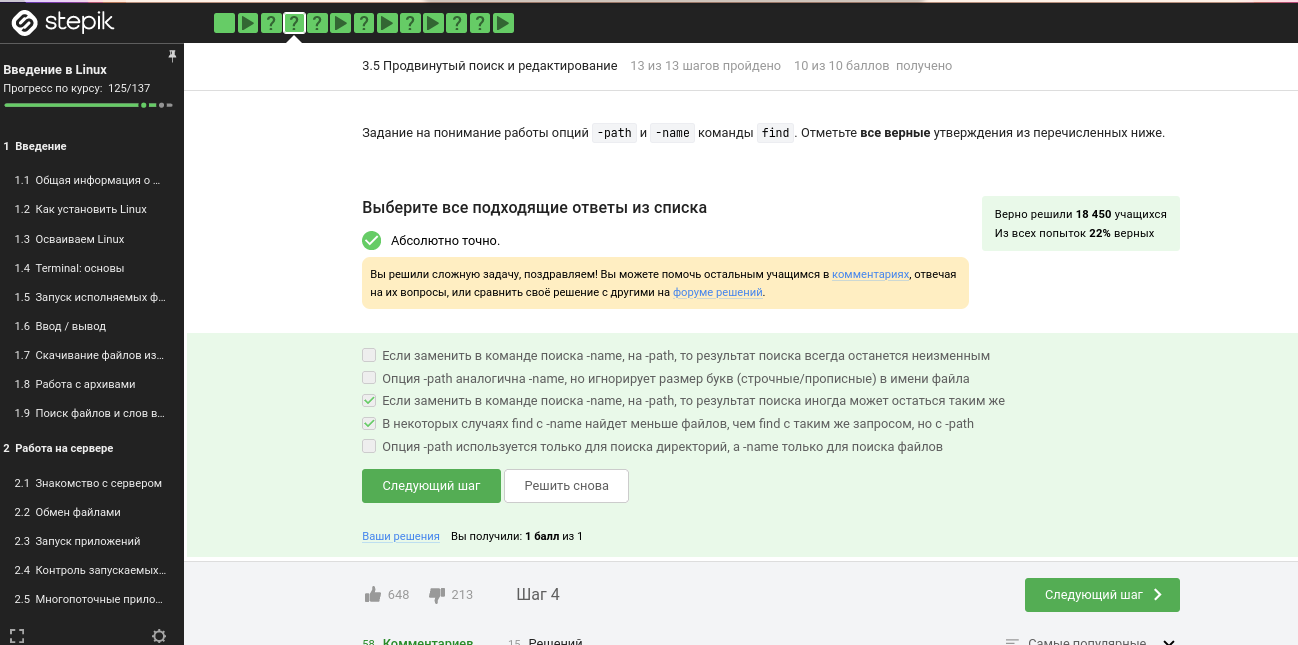 stepik
? ? ? ? ? ? ?
Введение в Linux
Прогресс по курсу: 125/137
1 Введение
1.1 Общая информация о ...
1.2 Как установить Linux
1.3 Осваиваем Linux
1.4 Terminal: основы
1.5 Запуск исполняемых ф...
1.6 Ввод / вывод
1.7 Скачивание файлов из...
1.8 Работа с архивами
1.9 Поиск файлов и слов в...
2 Работа на сервере
2.1 Знакомство с сервером
2.2 Обмен файлами
2.3 Запуск приложений
2.4 Контроль запускаемых...
2.5 Многопоточные прило...
3.5 Продвинутый поиск и редактирование 13 из 13 шагов пройдено 10 из 10 баллов получено
Задание на понимание работы опций -path и -name команды find. Отметьте все верные утверждения из перечисленных ниже.
Выберите все подходящие ответы из списка
Верно решили 18 450 учащихся
Из всех попыток 22% верных
Абсолютно точно.
Вы решили сложную задачу, поздравляем! Вы можете помочь остальным учащимся в комментариях, отвечая
на их вопросы, или сравнить своё решение с другими на форуме решений.
Если заменить в команде поиска -name, на -path, то результат поиска всегда останется неизменным
Опция -path аналогична -name, но игнорирует размер букв (строчные/прописные) в имени файла
Если заменить в команде поиска -name, на -path, то результат поиска иногда может остаться таким же
В некоторых случаях find с -name найдет меньше файлов, чем find с таким же запросом, но с -path
Опция -path используется только для поиска директорий, а -name только для поиска файлов
Следующий шаг Решить снова
Ваши решения Вы получили: 1 балл из 1
648 213 Шаг 4 Следующий шаг
58 Комментариев 15 Решений Самые популярные